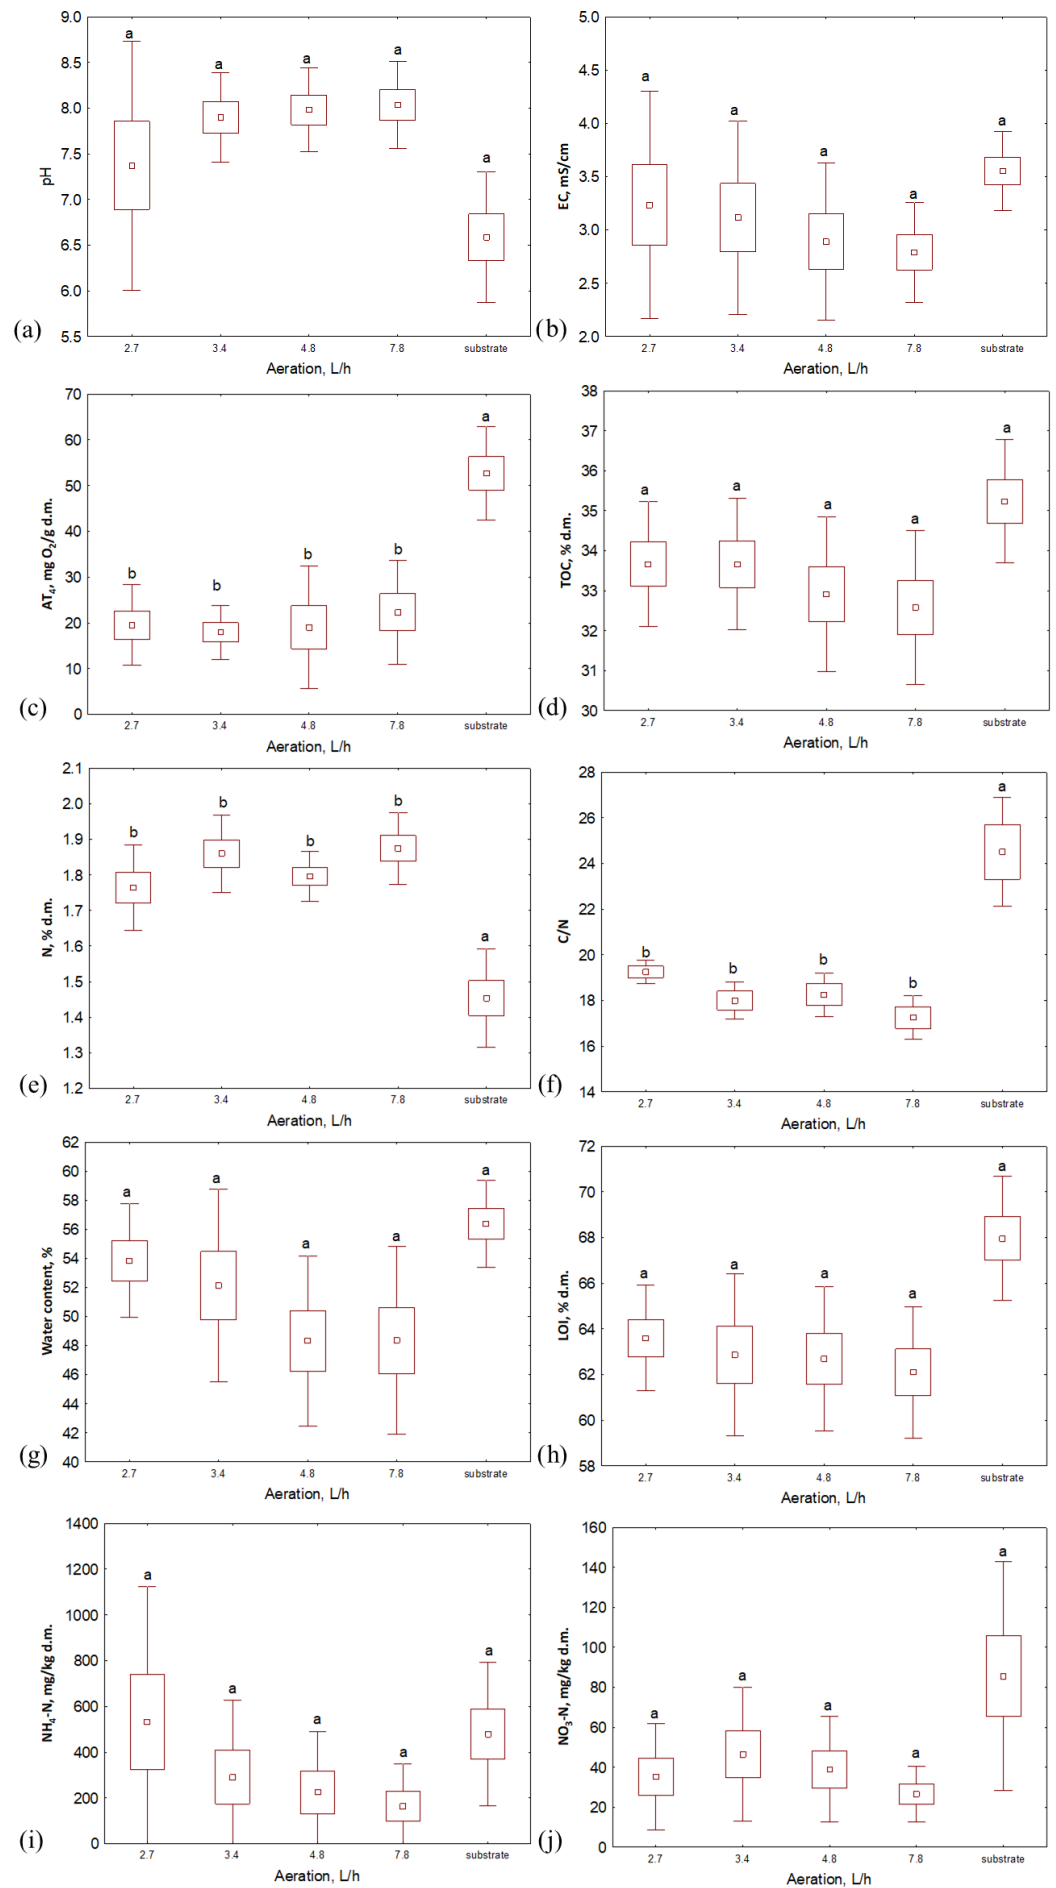 a a a a a
9.0 8.5 8.0 7.5 7.0 6.5 6.0 5.5
pH
(a)
2.7 3.4 4.8 7.8 substrate
Aeration, L/h
a a a a a
5.0 4.5 4.0 3.5 3.0 2.5 2.0
EC, mS/cm
(b)
2.7 3.4 4.8 7.8 substrate
Aeration, L/h
b b b b a
70 60 50 40 30 20 10 0
AT4, mg O2/g d.m.
(c)
2.7 3.4 4.8 7.8 substrate
Aeration, L/h
a a a a a
38 37 36 35 34 33 32 31 30
TOC, % d.m.
(d)
2.7 3.4 4.8 7.8 substrate
Aeration, L/h
b b b b a
2.1 2.0 1.9 1.8 1.7 1.6 1.5 1.4 1.3 1.2
N, % d.m.
(e)
2.7 3.4 4.8 7.8 substrate
Aeration, L/h
b b b b a
28 26 24 22 20 18 16 14
C/N
(f)
2.7 3.4 4.8 7.8 substrate
Aeration, L/h
a a a a a
62 60 58 56 54 52 50 48 46 44 42 40
Water content, %
(g)
2.7 3.4 4.8 7.8 substrate
Aeration, L/h
a a a a a
72 70 68 66 64 62 60 58
LOI, % d.m.
(h)
2.7 3.4 4.8 7.8 substrate
Aeration, L/h
a a a a a
1400 1200 1000 800 600 400 200 0
NH4-N, mg/kg d.m.
(i)
2.7 3.4 4.8 7.8 substrate
Aeration, L/h
a a a a a
160 140 120 100 80 60 40 20 0
NO3-N, mg/kg d.m.
(j)
2.7 3.4 4.8 7.8 substrate
Aeration, L/h